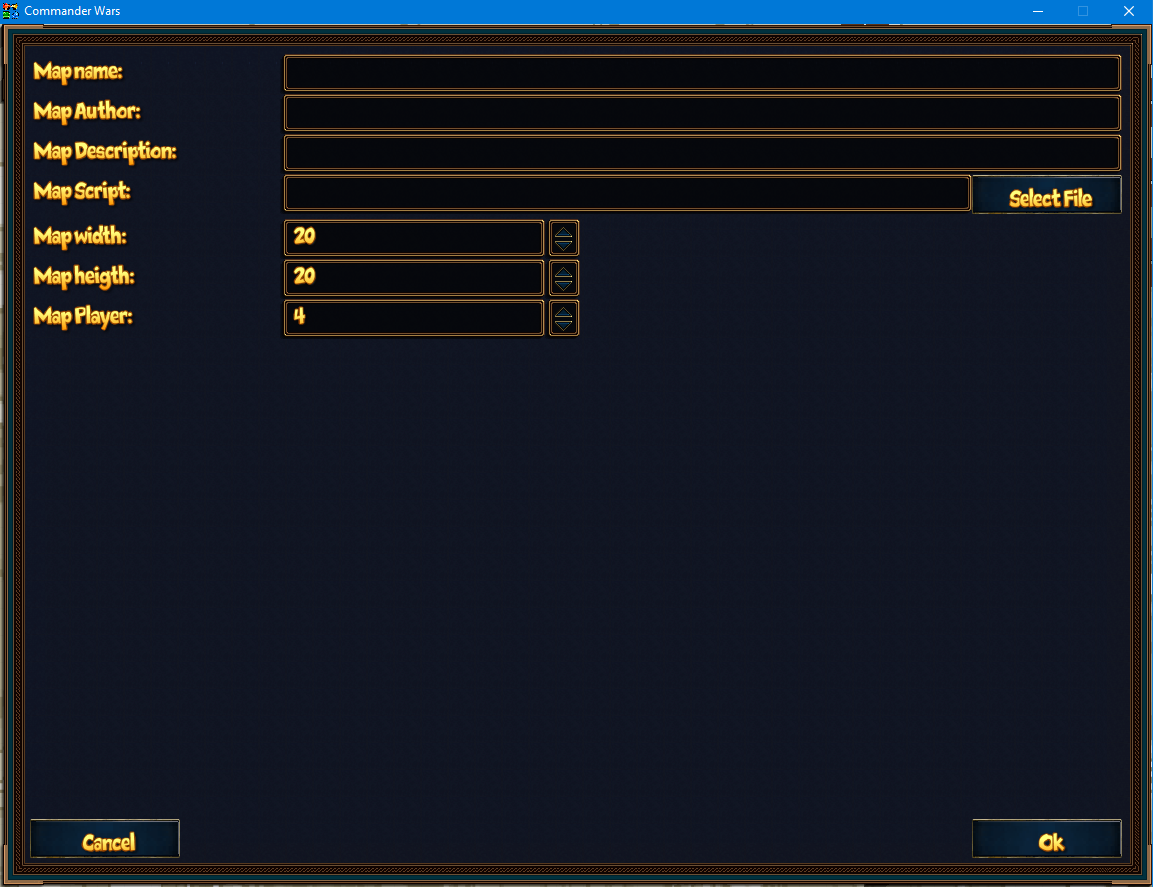 Commander Wars
Map name:
Map Author:
Map Description:
Map Script:
Select File
Map width:
20
Map heigth:
20
Map Player:
4
Cancel
Ok